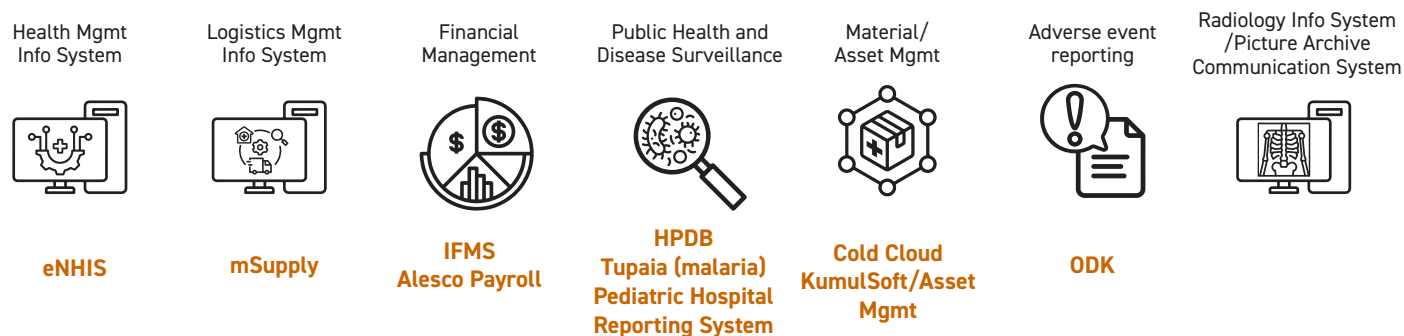 Health Mgmt
Info System
Logistics Mgmt
Info System
Financial
Management
Public Health and
Disease Surveillance
Material/
Asset Mgmt
Adverse event
reporting
Radiology Info System
/Picture Archive
Communication System
$
$
eNHIS
mSupply
IFMS
Alesco Payroll
HPDB
Tupaia (malaria)
Pediatric Hospital
Reporting System
Cold Cloud
KumulSoft/Asset
Mgmt
ODK